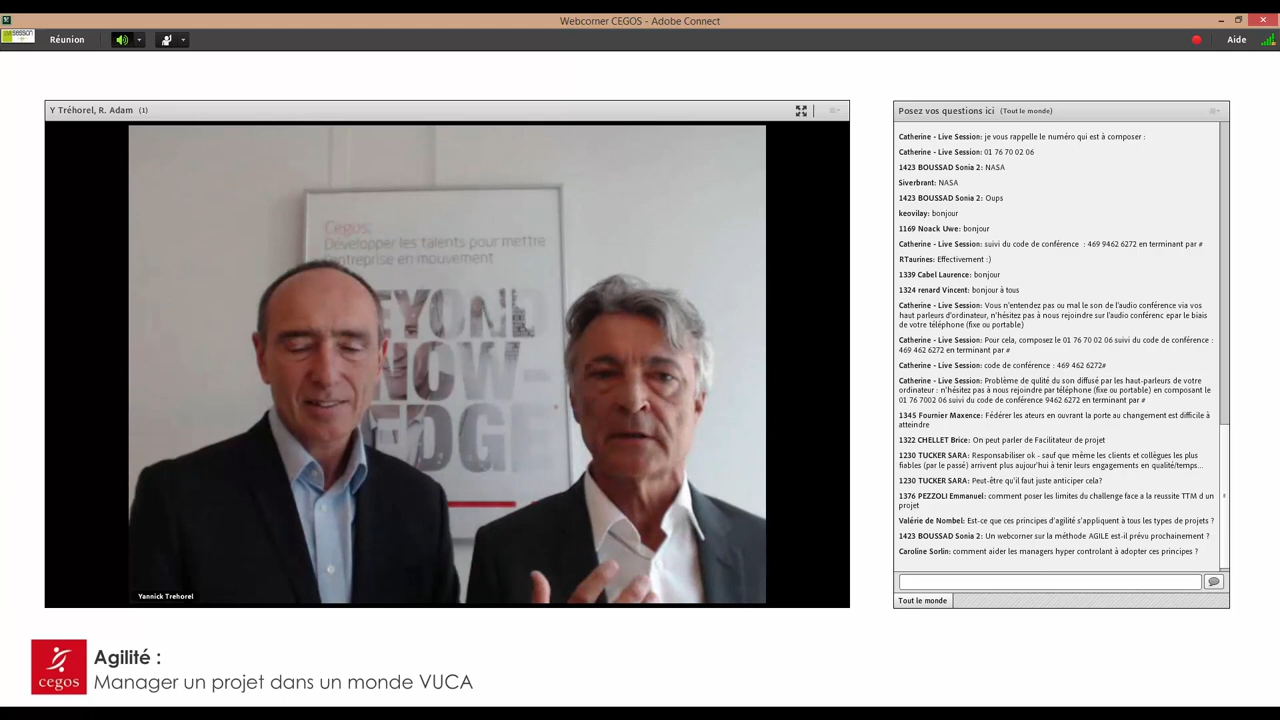 Webcorner CEGOS - Adobe Connect
Réunion
Aide
Y Tréhorel, R. Adam (1)
Cegos,
Développer les talents pour mettre
l'entreprise en mouvement
EYOND
NOW-
EDGE
Yannick Trehorel
Posez vos questions ici (Tout le monde)
Catherine - Live Session: je vous rappelle le numéro qui est à composer :
Catherine - Live Session: 01 76 70 02 06
1423 BOUSSAD Sonia 2: NASA
Siverbrant: NASA
1423 BOUSSAD Sonia 2: Oups
keovilay: bonjour
1169 Noack Uwe: bonjour
Catherine - Live Session: suivi du code de conférence : 469 9462 6272 en terminant par #
RTaurines: Effectivement :)
1339 Cabel Laurence: bonjour
1324 renard Vincent: bonjour à tous
Catherine - Live Session: Vous n'entendez pas ou mal le son de l'audio conférence via vos
haut parleurs d'ordinateur, n'hésitez pas à nous rejoindre sur l'audio conférenc epar le biais
de votre téléphone (fixe ou portable)
Catherine - Live Session: Pour cela, composez le 01 76 70 02 06 suivi du code de conférence :
469 462 6272 en terminant par #
Catherine - Live Session: code de conférence : 469 462 6272#
Catherine - Live Session: Problème de qulité du son diffusé par les haut-parleurs de votre
ordinateur : n'hésitez pas à nous rejoindre par téléphone (fixe ou portable) en composant le
01 76 7002 06 suivi du code de conférence 9462 6272 en terminant par #
1345 Fournier Maxence: Fédérer les ateurs en ouvrant la porte au changement est difficile à
atteindre
1322 CHELLET Brice: On peut parler de Facilitateur de projet
1230 TUCKER SARA: Responsabiliser ok - sauf que même les clients et collègues les plus
fiables (par le passé) arrivent plus aujourd'hui à tenir leurs engagements en qualité/temps...
1230 TUCKER SARA: Peut-être qu'il faut juste anticiper cela?
1376 PEZZOLI Emmanuel: comment poser les limites du challenge face a la reussite TTM d un
projet
Valérie de Nombel: Est-ce que ces principes d'agilité s'appliquent à tous les types de projets ?
1423 BOUSSAD Sonia 2: Un webcorner sur la méthode AGILE est-il prévu prochainement ?
Caroline Sorlin: comment aider les managers hyper controlant à adopter ces principes ?
Tout le monde
cegos
Agilité :
Manager un projet dans un monde VUCA